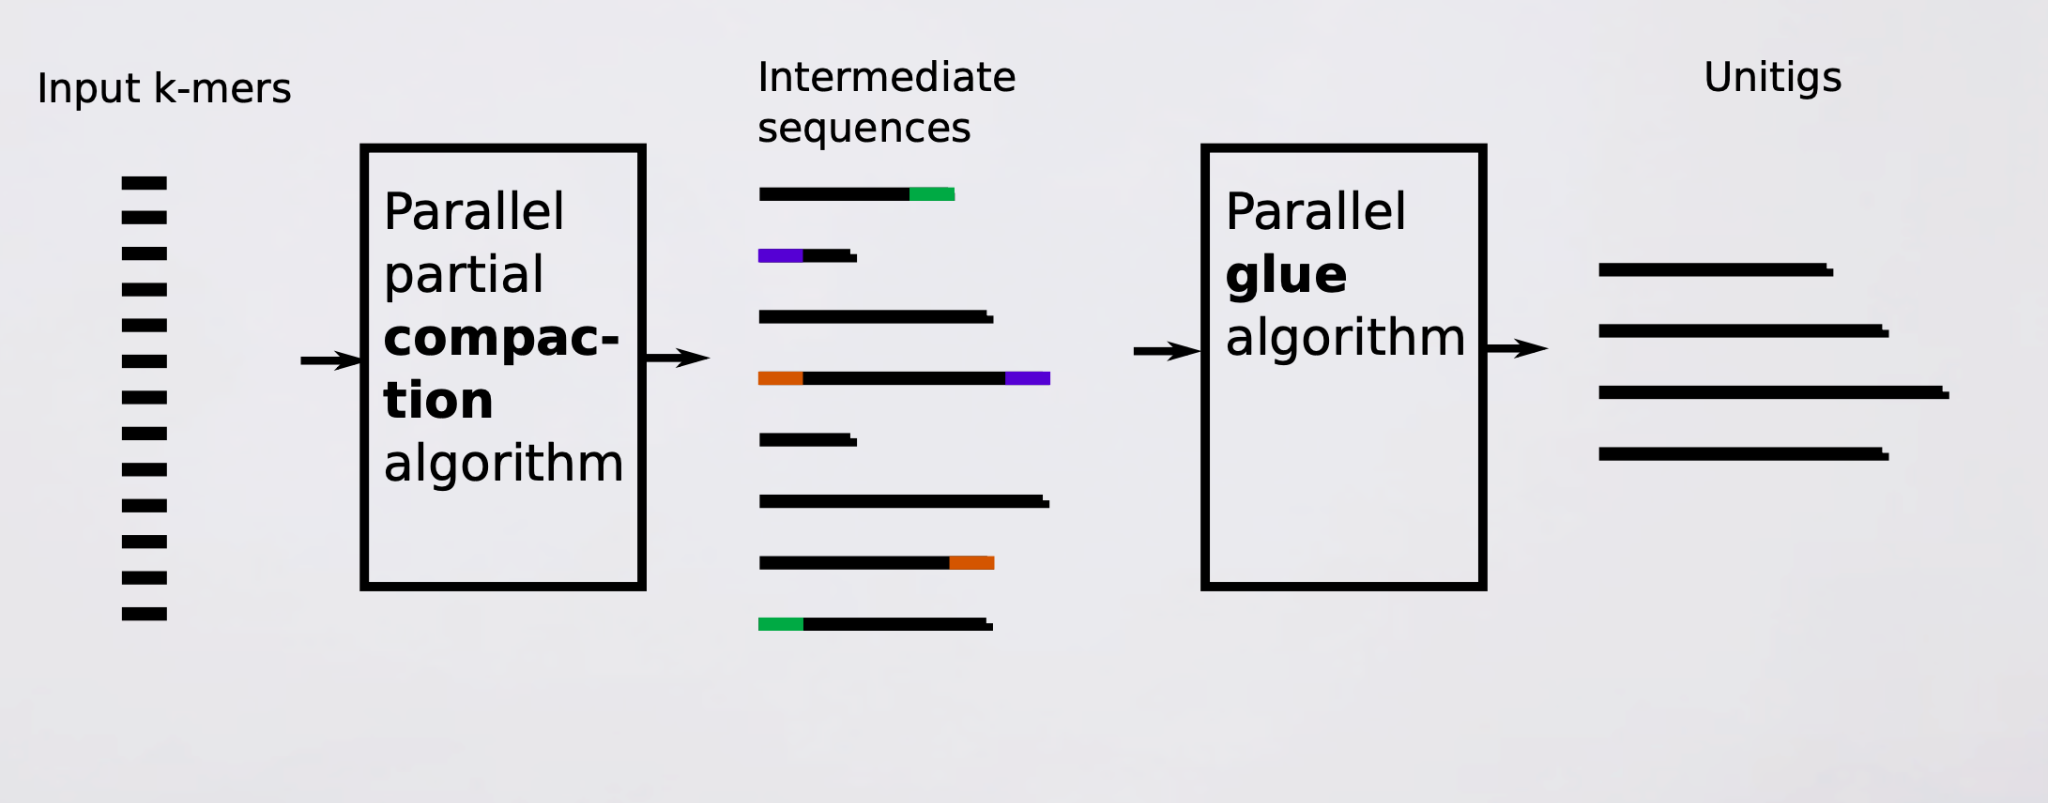 Input k-mers
Parallel
partial
compac-
tion
algorithm
Intermediate
sequences
Parallel
glue
algorithm
Unitigs